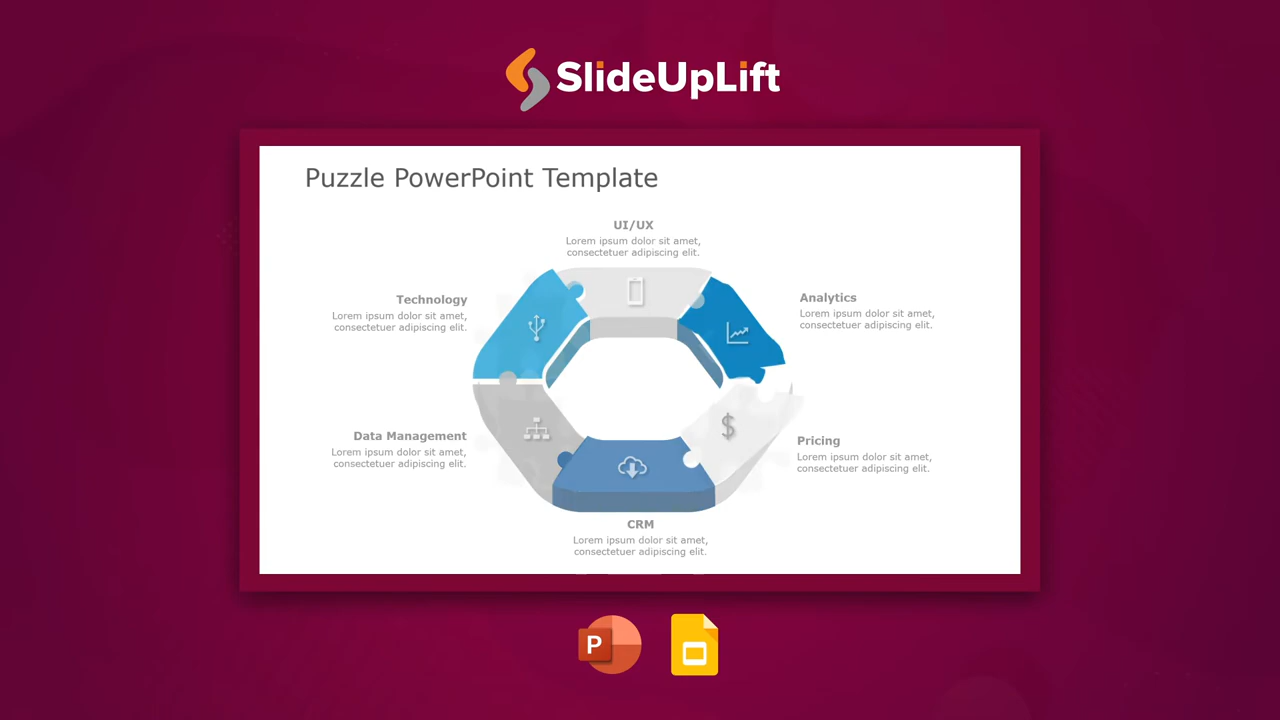 SlideUpLift
Puzzle PowerPoint Template
UI/UX
Lorem ipsum dolor sit amet,
consectetuer adipiscing elit.
Technology
Lorem ipsum dolor sit amet,
consectetuer adipiscing elit.
Analytics
Lorem ipsum dolor sit amet,
consectetuer adipiscing elit.
$
Data Management
Lorem ipsum dolor sit amet,
consectetuer adipiscing elit.
Pricing
Lorem ipsum dolor sit amet,
consectetuer adipiscing elit.
CRM
Lorem ipsum dolor sit amet,
consectetuer adipiscing elit.
P